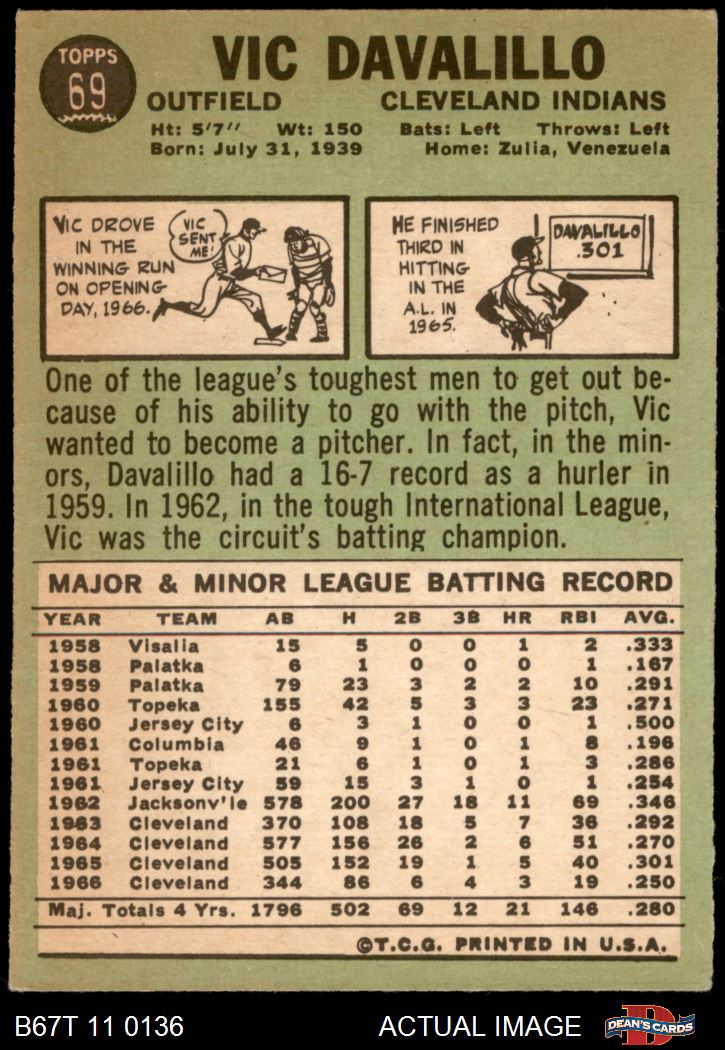 TOPPS
69
VIC DAVALILLO
OUTFIELD CLEVELAND INDIANS
Ht: 5'7" Wt: 150 Bats: Left Throws: Left
Born: July 31, 1939 Home: Zulia, Venezuela
VIC DROVE
IN THE
WINNING RUN
ON OPENING
DAY, 1966.
VIC
SENT
ME!
HE FINISHED
THIRD IN
HITTING
IN THE
A.L. IN
1965.
DAVALILLO
.301
One of the league's toughest men to get out be-
cause of his ability to go with the pitch, Vic
wanted to become a pitcher. In fact, in the min-
ors, Davalillo had a 16-7 record as a hurler in
1959. In 1962, in the tough International League,
Vic was the circuit's batting champion.
MAJOR & MINOR LEAGUE BATTING RECORD
YEAR TEAM AB H 2B 3B HR RBI AVG.
1958 Visalia 15 5 0 0 1 2 .333
1958 Palatka 6 1 0 0 0 1 .167
1959 Palatka 79 23 3 2 2 10 .291
1960 Topeka 155 42 5 3 3 23 .271
1960 Jersey City 6 3 1 0 0 1 .500
1961 Columbia 46 9 1 0 1 8 .196
1961 Topeka 21 6 1 0 1 3 .286
1961 Jersey City 59 15 3 1 0 1 .254
1962 Jacksonv'le 578 200 27 18 11 69 .346
1963 Cleveland 370 108 18 5 7 36 .292
1964 Cleveland 577 156 26 2 6 51 .270
1965 Cleveland 505 152 19 1 5 40 .301
1966 Cleveland 344 86 6 4 3 19 .250
Maj. Totals 4 Yrs. 1796 502 69 12 21 146 .280
©T.C.G. PRINTED IN U.S.A.
B67T 11 0136 ACTUAL IMAGE
D
DEAN'S CARDS